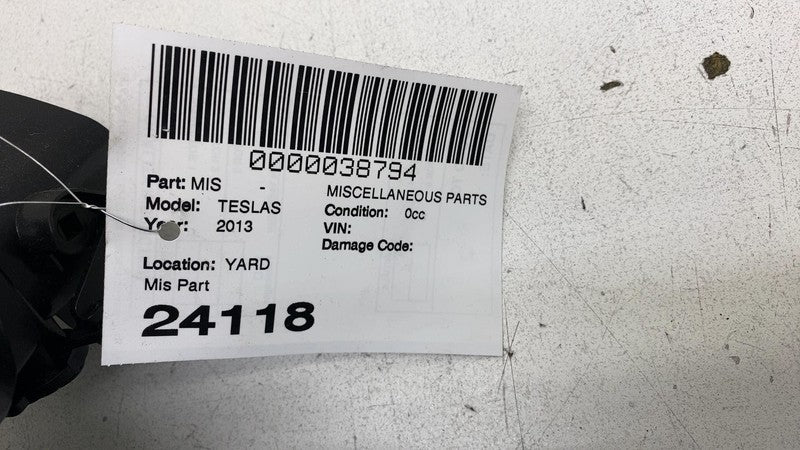 0000038794
Part: MIS - MISCELLANEOUS PARTS
Model: TESLAS Condition: 0cc
Year: 2013 VIN:
Damage Code:
Location: YARD
Mis Part
24118